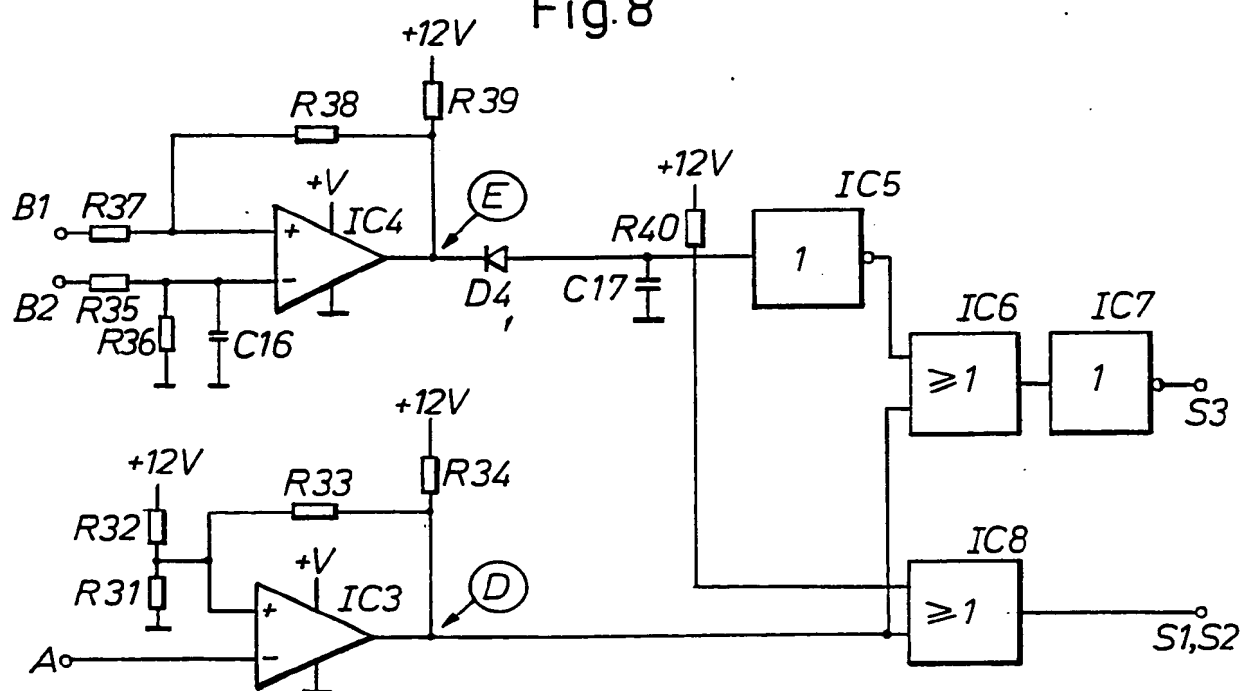 Fig. 8
+12V
R38
R39
+12V
IC5
B1
R37
+V
IC4
E
R40
1
+
-
B2
R35
D4
C17
R36
C16
IC6
IC7
≥1
1
S3
+12V
+12V
R33
R34
R32
IC8
R31
+V
IC3
D
+
≥1
-
A
S1,S2